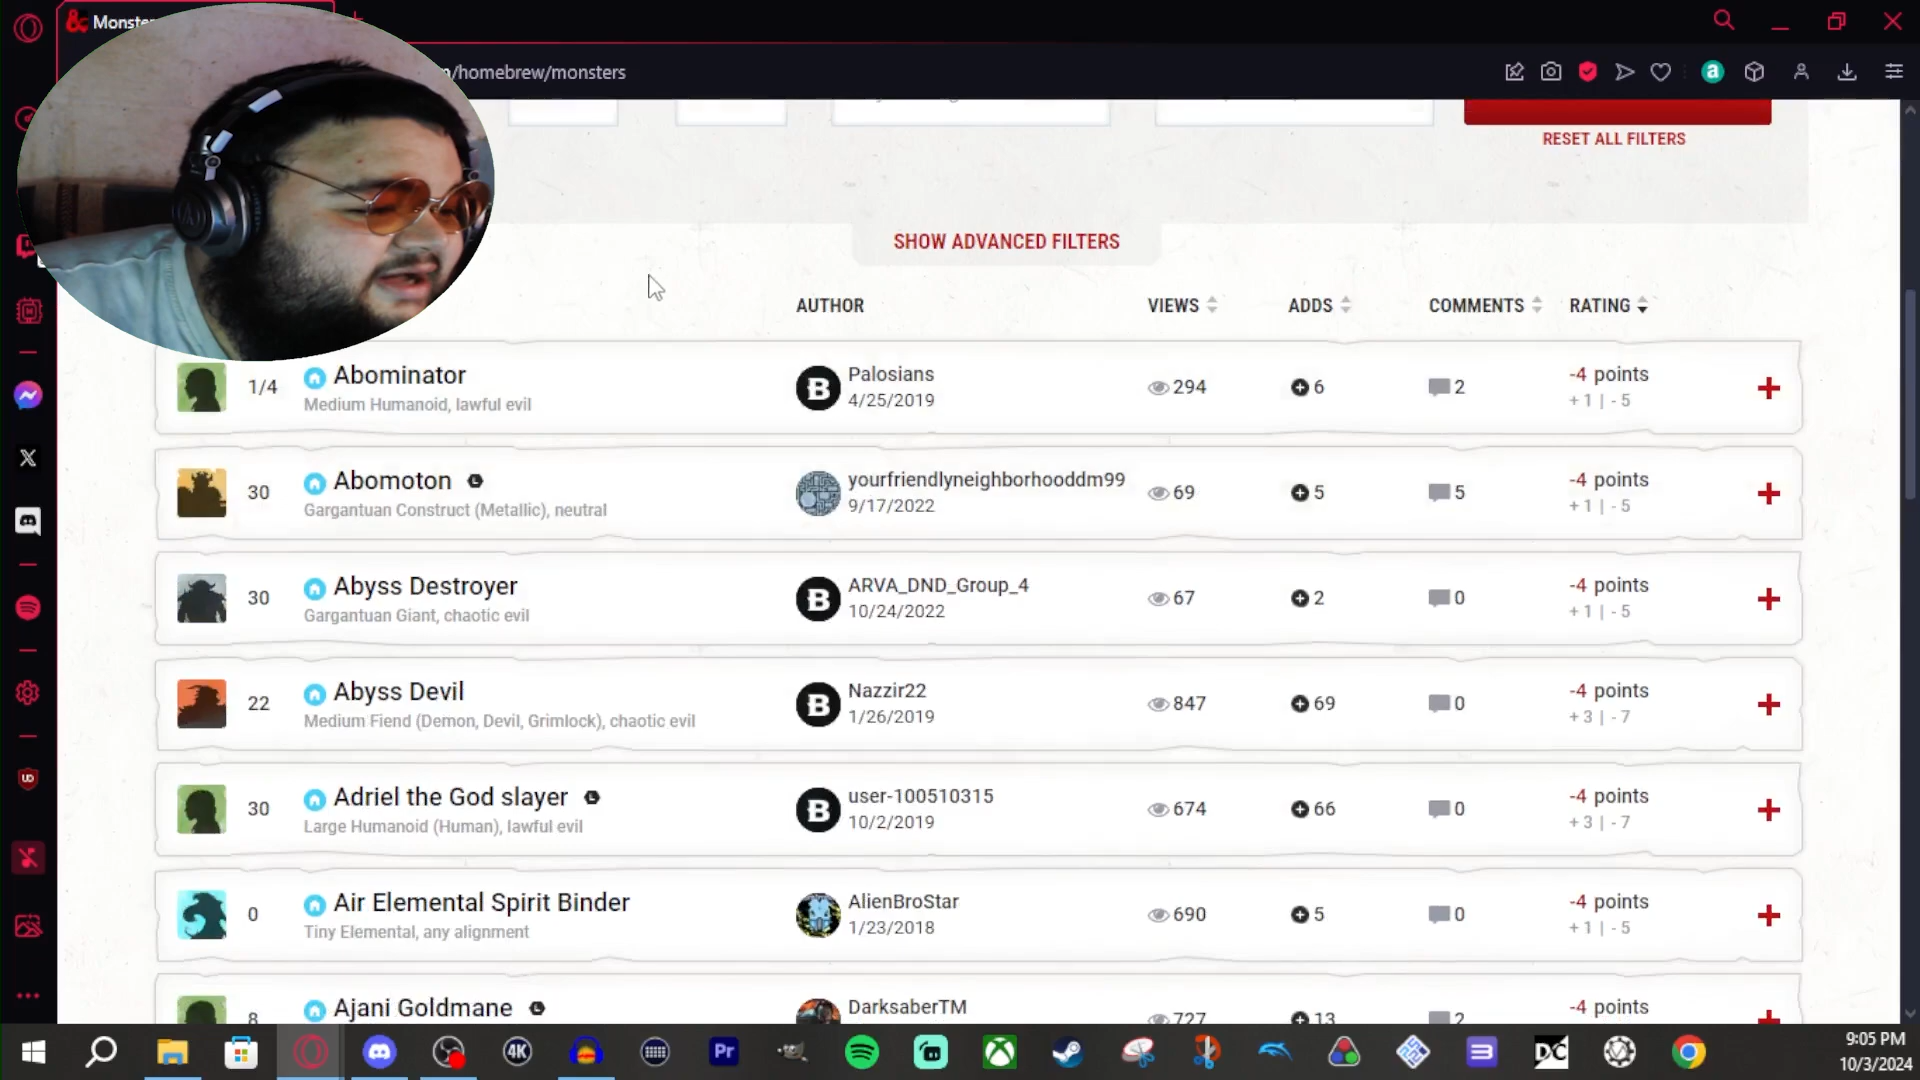 Monste
m/homebrew/monsters
RESET ALL FILTERS
SHOW ADVANCED FILTERS
AUTHOR VIEWS ADDS COMMENTS RATING
1/4 Abominator Palosians 294 6 2 -4 points
Medium Humanoid, lawful evil 4/25/2019 + 1 | - 5
30 Abomoton L yourfriendlyneighborhooddm99 69 5 5 -4 points
Gargantuan Construct (Metallic), neutral 9/17/2022 + 1 | - 5
30 Abyss Destroyer B ARVA_DND_Group_4 67 2 0 -4 points
Gargantuan Giant, chaotic evil 10/24/2022 + 1 | - 5
22 Abyss Devil B Nazzir22 847 69 0 -4 points
Medium Fiend (Demon, Devil, Grimlock), chaotic evil 1/26/2019 + 3 | - 7
30 Adriel the God slayer L B user-100510315 674 66 0 -4 points
Large Humanoid (Human), lawful evil 10/2/2019 + 3 | - 7
0 Air Elemental Spirit Binder AlienBroStar 690 5 0 -4 points
Tiny Elemental, any alignment 1/23/2018 + 1 | - 5
8 Ajani Goldmane L DarksaberTM 727 13 2 -4 points
4K Pr DC
9:05 PM
10/3/2024